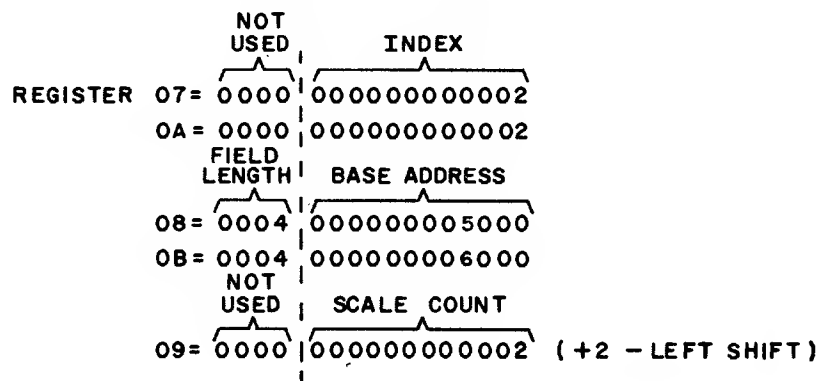 NOT
USED INDEX
REGISTER 07= 0000 000000000002
0A= 0000 000000000002
FIELD
LENGTH BASE ADDRESS
08= 0004 000000005000
0B= 0004 000000006000
NOT
USED SCALE COUNT
09= 0000 000000000002 (+2 - LEFT SHIFT)